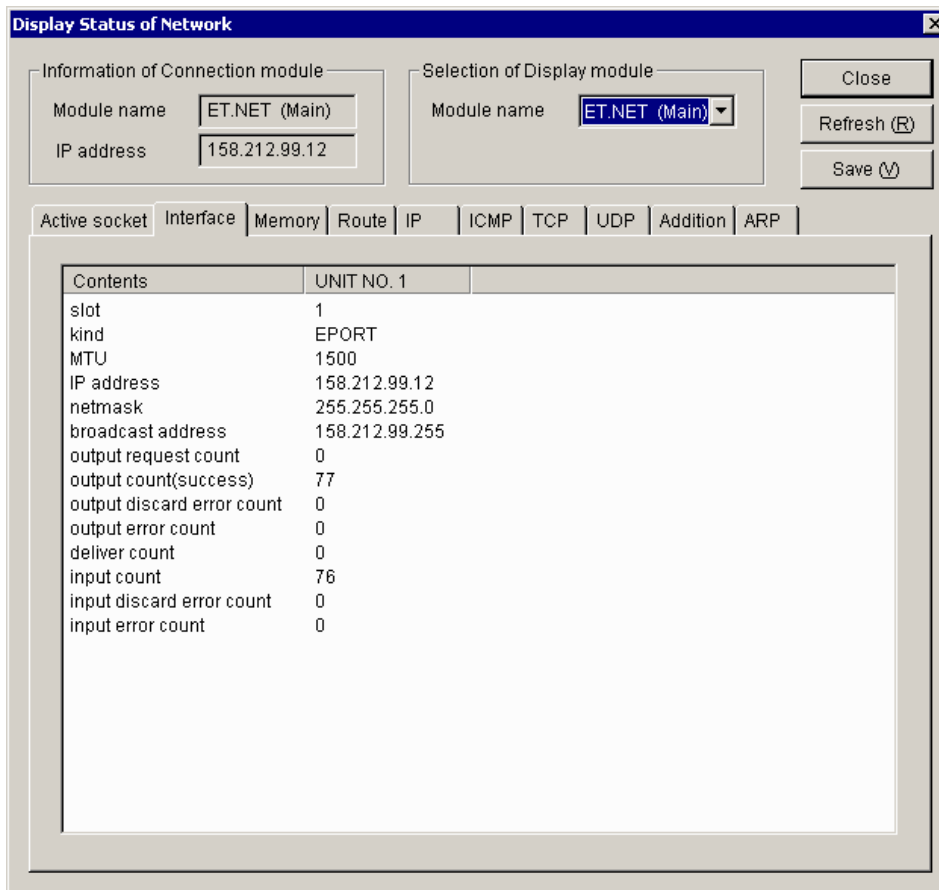 Display Status of Network
Information of Connection module
Module name ET.NET (Main)
IP address 158.212.99.12
Selection of Display module
Module name ET.NET (Main)
Close
Refresh (R)
Save (V)
Active socket Interface Memory Route IP ICMP TCP UDP Addition ARP
Contents UNIT NO. 1
slot 1
kind EPORT
MTU 1500
IP address 158.212.99.12
netmask 255.255.255.0
broadcast address 158.212.99.255
output request count 0
output count(success) 77
output discard error count 0
output error count 0
deliver count 0
input count 76
input discard error count 0
input error count 0